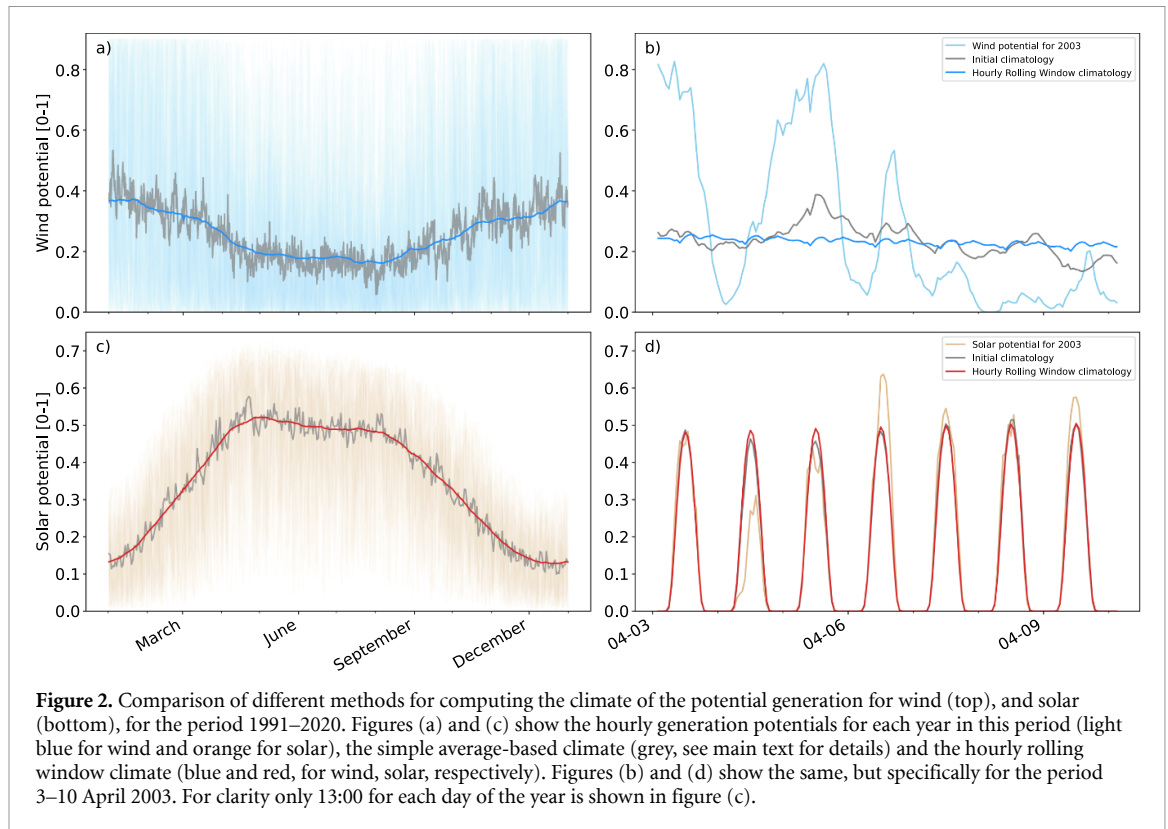 a)
Wind potential [0-1]
0.8
0.6
0.4
0.2
0.0
b)
Wind potential for 2003
Initial climatology
Hourly Rolling Window climatology
0.8
0.6
0.4
0.2
0.0
c)
Solar potential [0-1]
0.7
0.6
0.5
0.4
0.3
0.2
0.1
0.0
March
June
September
December
d)
Solar potential for 2003
Initial climatology
Hourly Rolling Window climatology
0.7
0.6
0.5
0.4
0.3
0.2
0.1
0.0
04-03
04-06
04-09
Figure 2. Comparison of different methods for computing the climate of the potential generation for wind (top), and solar
(bottom), for the period 1991–2020. Figures (a) and (c) show the hourly generation potentials for each year in this period (light
blue for wind and orange for solar), the simple average-based climate (grey, see main text for details) and the hourly rolling
window climate (blue and red, for wind, solar, respectively). Figures (b) and (d) show the same, but specifically for the period
3–10 April 2003. For clarity only 13:00 for each day of the year is shown in figure (c).